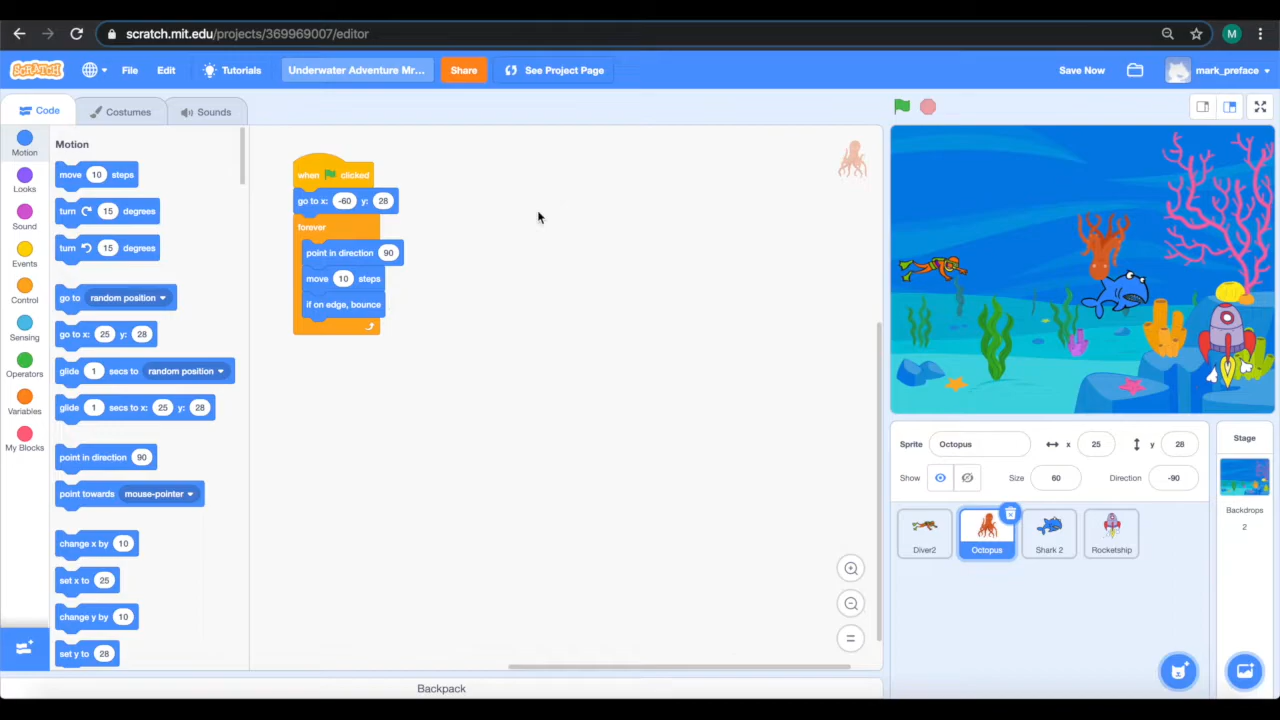 scratch.mit.edu/projects/369969007/editor
M
SCRATCH
File
Edit
Tutorials
Underwater Adventure Mr...
Share
See Project Page
Save Now
mark_preface
Code
Costumes
Sounds
Motion
Looks
Sound
Events
Control
Sensing
Operators
Variables
My Blocks
Motion
move 10 steps
turn 15 degrees
turn 15 degrees
go to random position
go to x: 25 y: 28
glide 1 secs to random position
glide 1 secs to x: 25 y: 28
point in direction 90
point towards mouse-pointer
change x by 10
set x to 25
change y by 10
set y to 28
when clicked
go to x: -60 y: 28
forever
point in direction 90
move 10 steps
if on edge, bounce
Backpack
Sprite Octopus x 25 y 28
Show Size 60 Direction -90
Diver2
Octopus
Shark 2
Rocketship
Stage
Backdrops
2